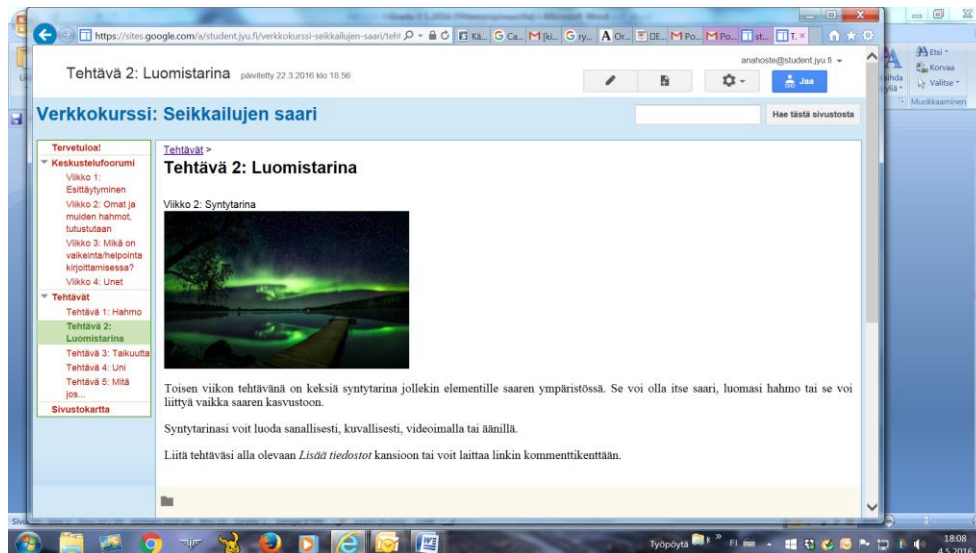 https://sites.google.com/a/student.jyu.fi/verkkokurssi-seikkailujen-saari/teht
anahoste@student.jyu.fi
Tehtävä 2: Luomistarina päivitetty 22.3.2016 klo 18.56
Jaa
Verkkokurssi: Seikkailujen saari
Hae tästä sivustosta
Tervetuloa!
Keskustelufoorumi
Viikko 1:
Esittäytyminen
Viikko 2: Omat ja
muiden hahmot,
tutustutaan
Viikko 3: Mikä on
vaikeinta/helpointa
kirjoittamisessa?
Viikko 4: Unet
Tehtävät
Tehtävä 1: Hahmo
Tehtävä 2:
Luomistarina
Tehtävä 3: Taikuutta
Tehtävä 4: Uni
Tehtävä 5: Mitä
jos...
Sivustokartta
Tehtävät >
Tehtävä 2: Luomistarina
Viikko 2: Syntytarina
Toisen viikon tehtävänä on keksiä syntytarina jollekin elementille saaren ympäristössä. Se voi olla itse saari, luomasi hahmo tai se voi
liittyä vaikka saaren kasvustoon.
Syntytarinasi voit luoda sanallisesti, kuvallisesti, videoimalla tai äänillä.
Liitä tehtäväsi alla olevaan Lisää tiedostot kansioon tai voit laittaa linkin kommenttikenttään.
Etsi
Korvaa
Valitse
Muokkaaminen
Työpöytä
FI
18:08
4.5.2016